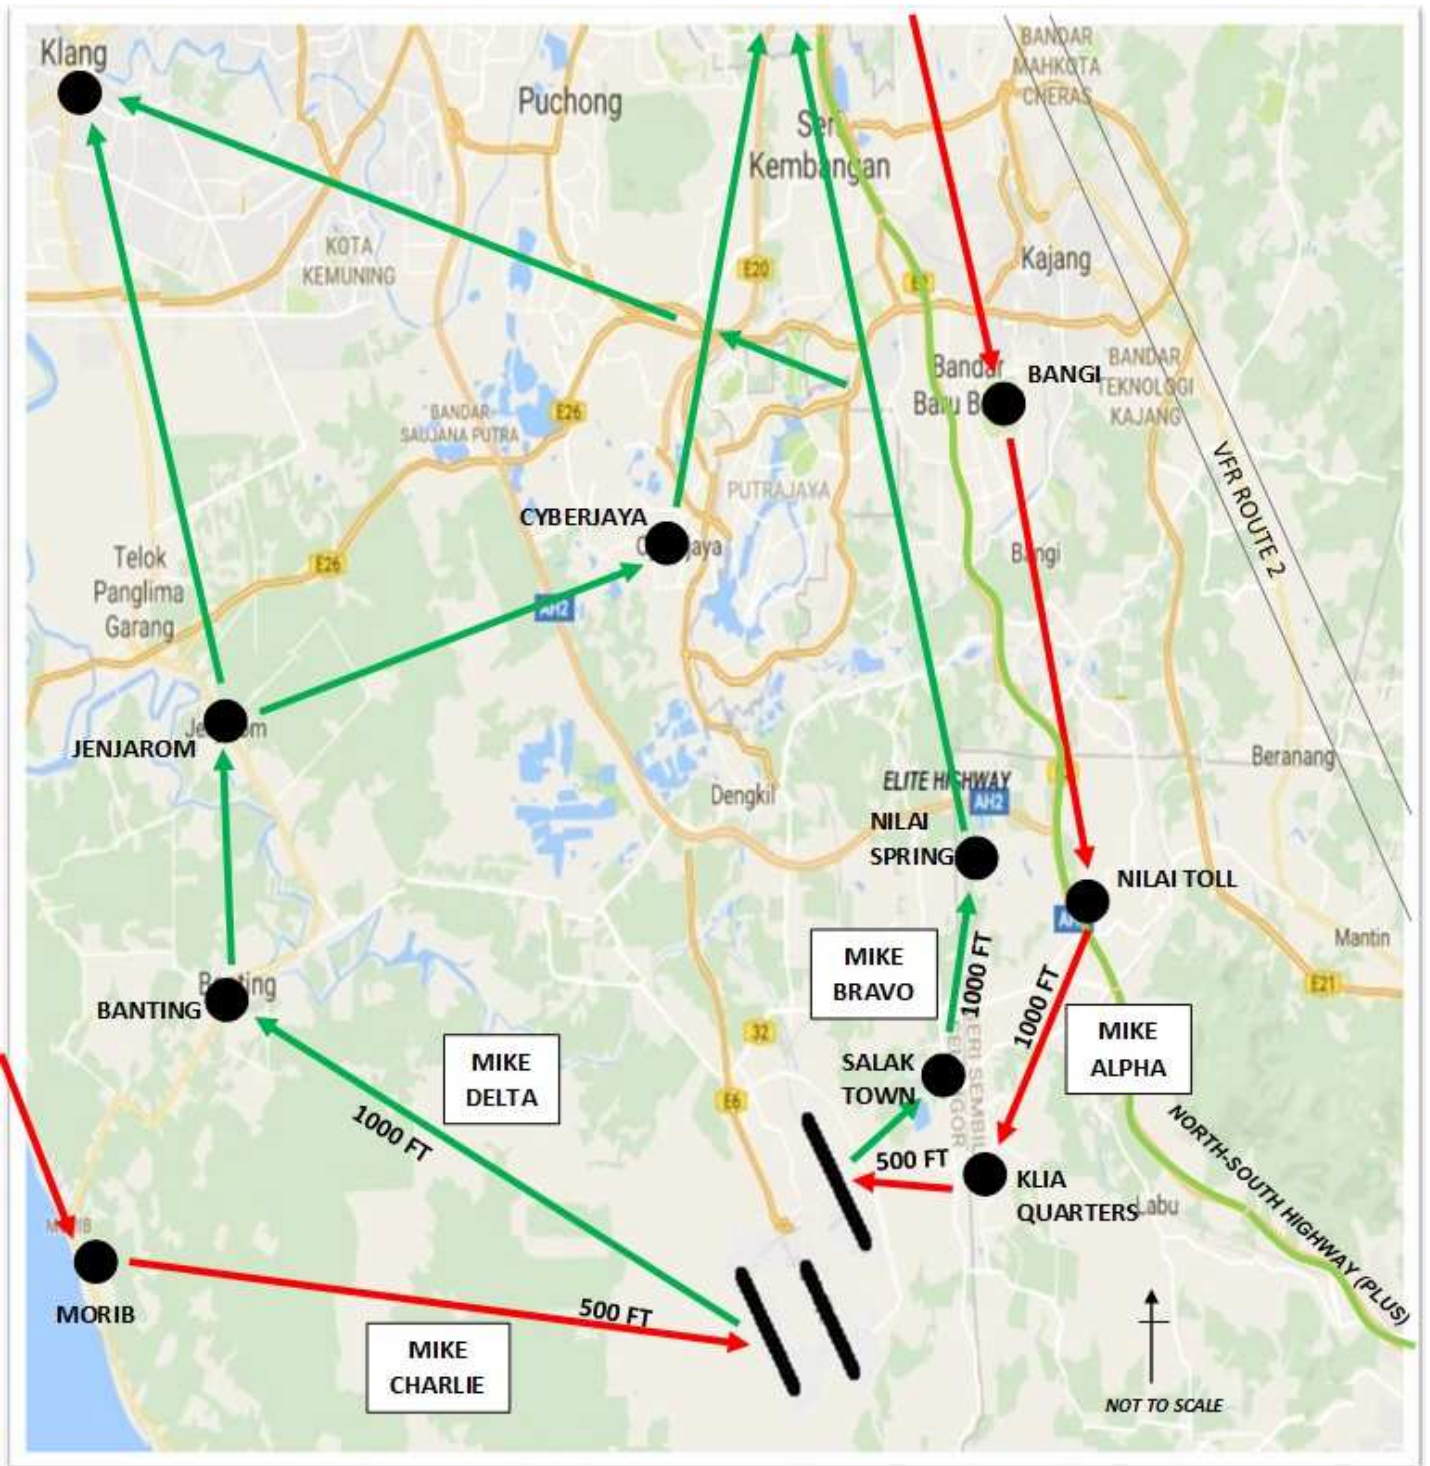 Klang
Puchong
BANDAR
MAHKOTA
CHERAS
Seri
Kembangan
KOTA
KEMUNING
E20
Kajang
Bandar
BANGI
BANDAR
TEKNOLOGI
KAJANG
BANDAR
SAUJANA PUTRA
E26
VFR ROUTE 2
PUTRAJAYA
CYBERJAYA
Bangi
Telok
Panglima
Garang
E26
AH2
JENJAROM
Beranang
ELITE HIGHWAY
AH2
Dengkil
NILAI
SPRING
NILAI TOLL
Mantin
MIKE
BRAVO
1000 FT
1000 FT
E21
BANTING
MIKE
DELTA
32
MIKE
ALPHA
SALAK
TOWN
E6
1000 FT
NORTH-SOUTH HIGHWAY (PLUS)
500 FT
KLIA
QUARTERS
Labu
MORIB
500 FT
MIKE
CHARLIE
NOT TO SCALE